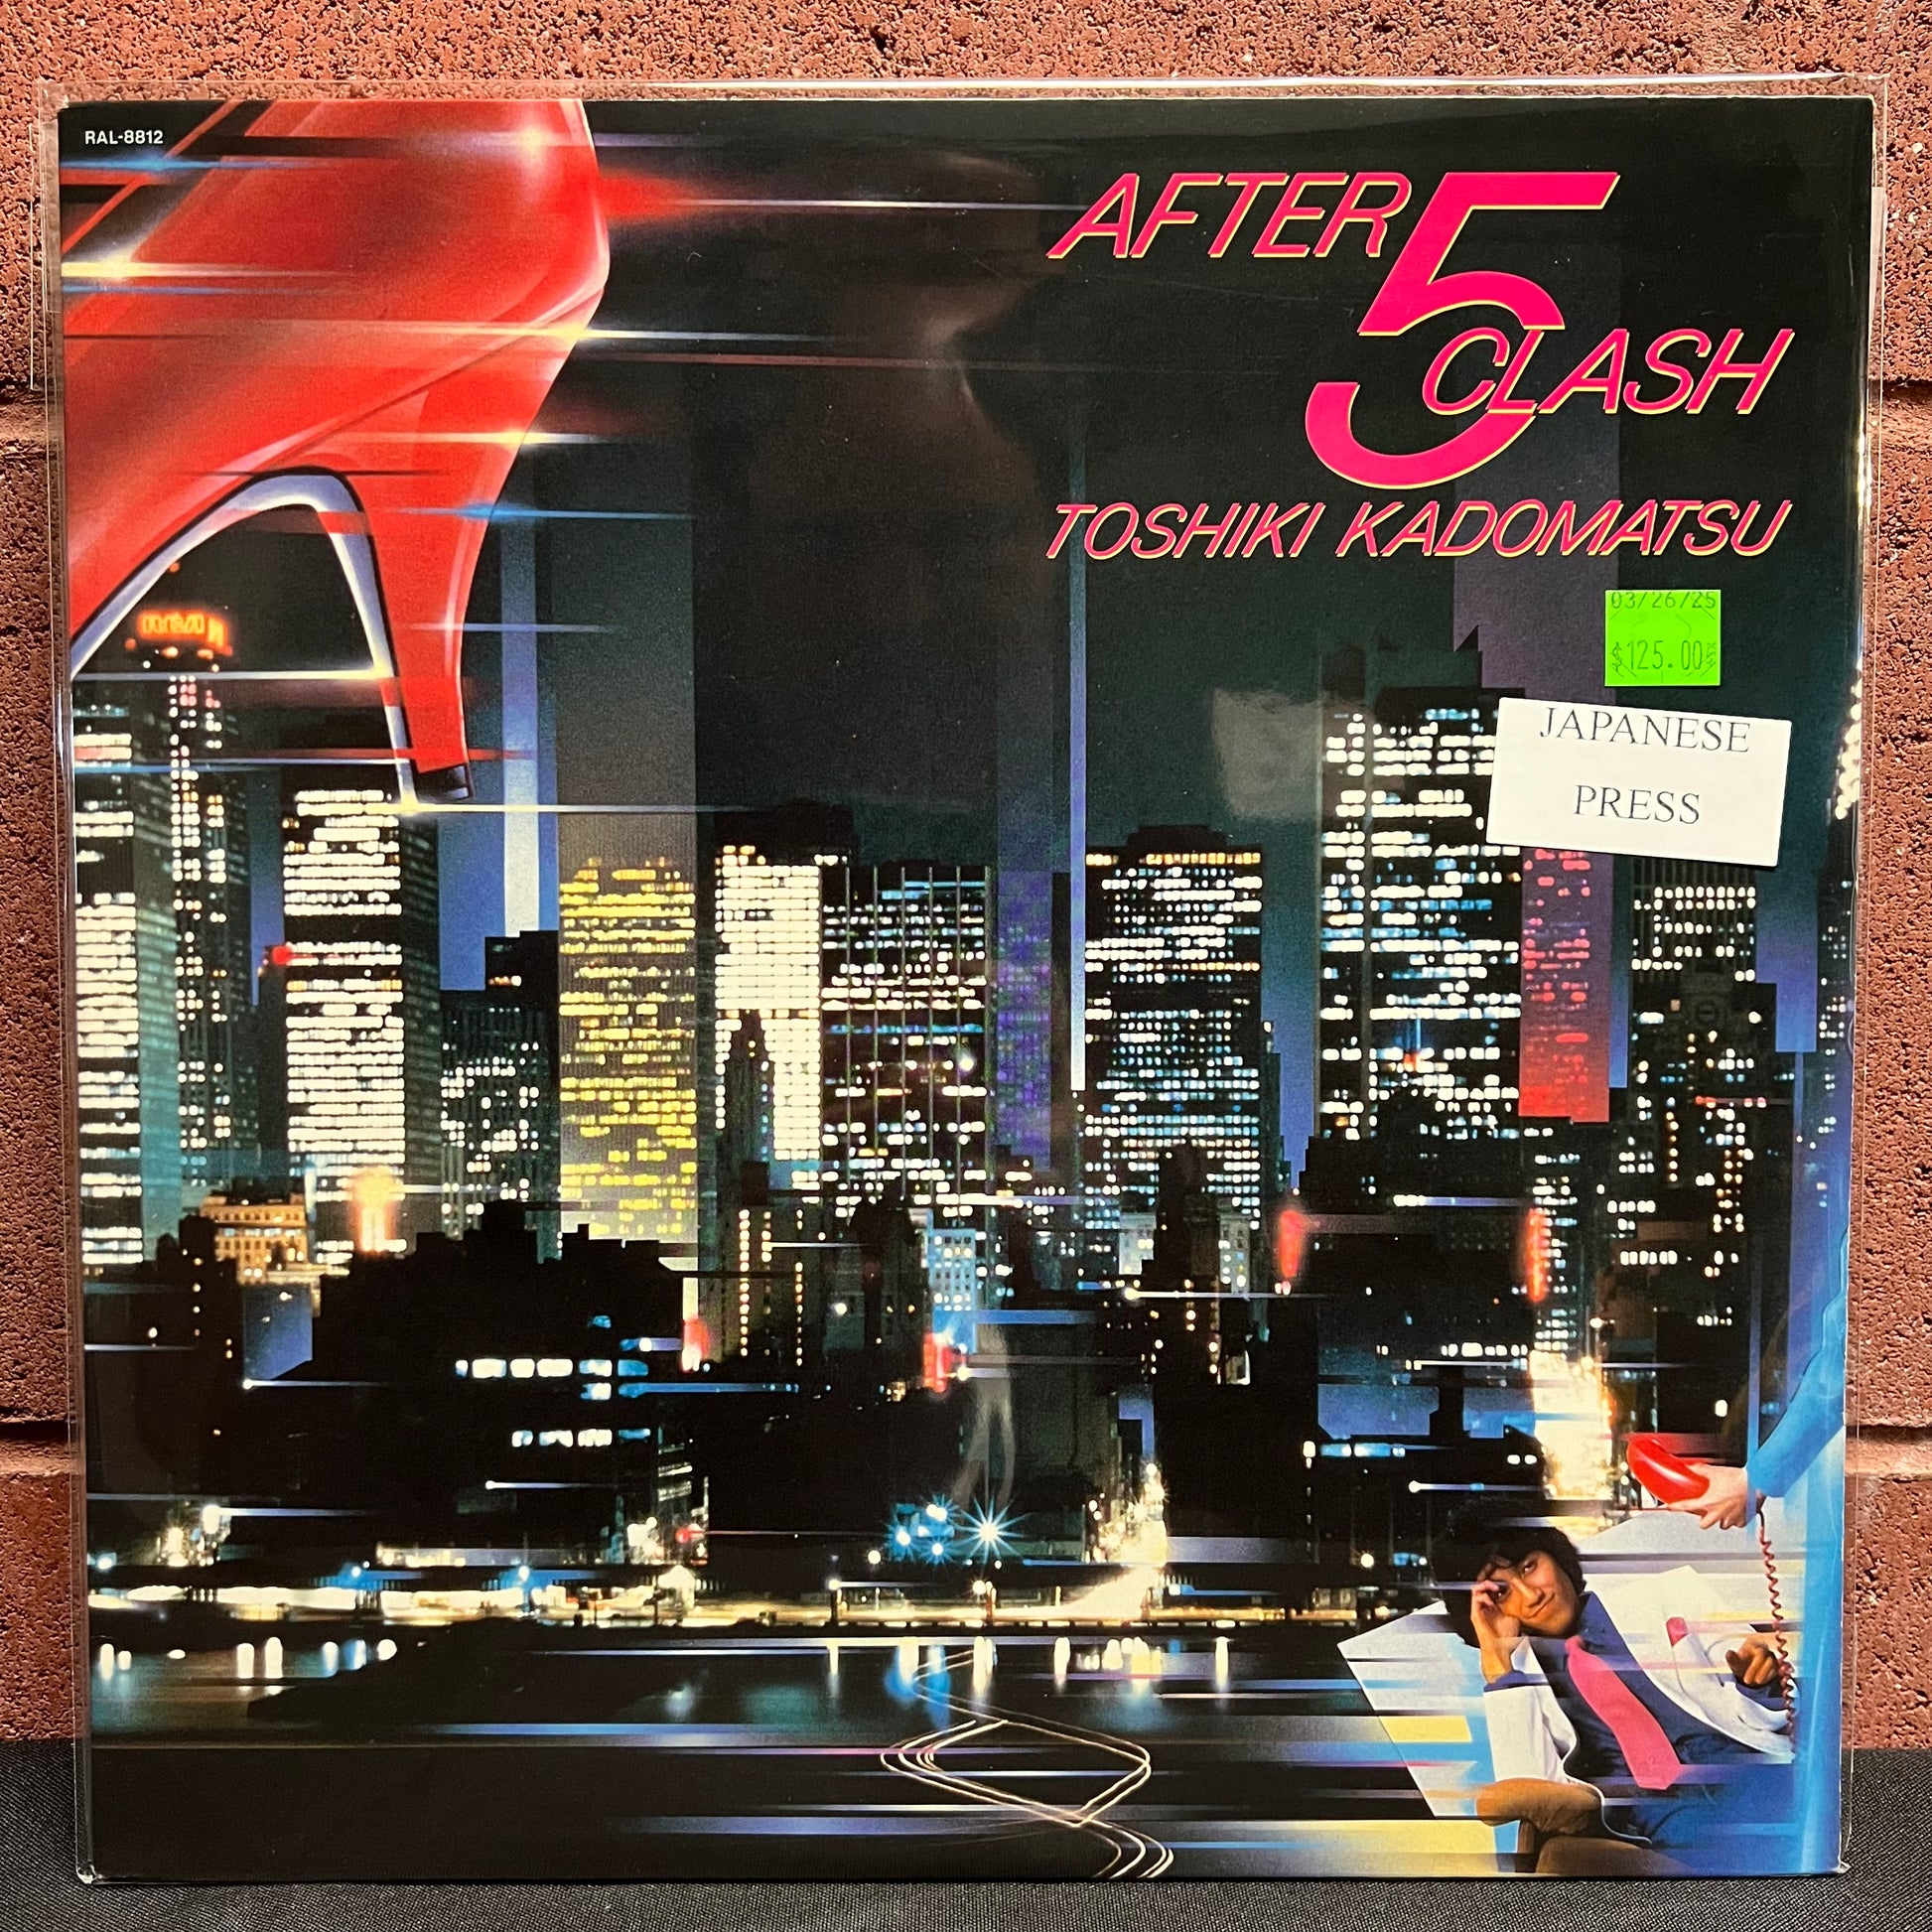 RAL-8812
AFTER 5 CLASH
TOSHIKI KADOMATSU
03/26/25
$125.00
JAPANESE
PRESS